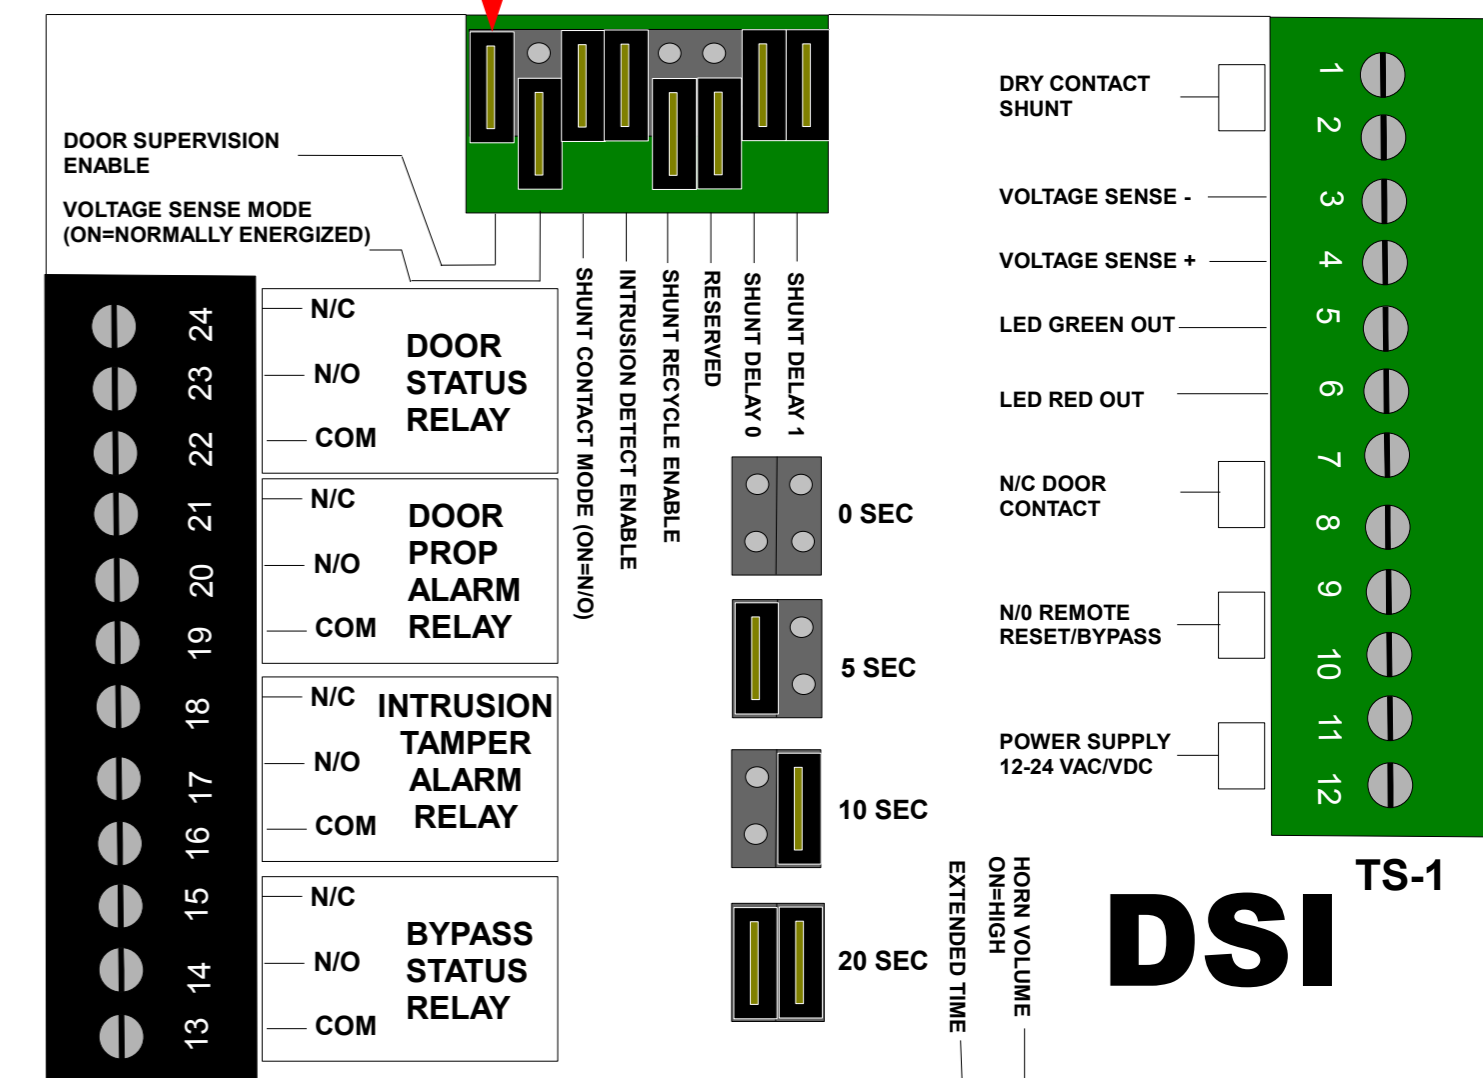 DOOR SUPERVISION
ENABLE
VOLTAGE SENSE MODE
(ON=NORMALLY ENERGIZED)
SHUNT CONTACT MODE (ON=N/O)
INTRUSION DETECT ENABLE
SHUNT RECYCLE ENABLE
RESERVED
SHUNT DELAY 0
SHUNT DELAY 1
24
23
22
21
20
19
18
17
16
15
14
13
N/C
N/O
COM
DOOR
STATUS
RELAY
N/C
N/O
COM
DOOR
PROP
ALARM
RELAY
N/C
N/O
COM
INTRUSION
TAMPER
ALARM
RELAY
N/C
N/O
COM
BYPASS
STATUS
RELAY
0 SEC
5 SEC
10 SEC
20 SEC
EXTENDED TIME
HORN VOLUME
ON=HIGH
DRY CONTACT
SHUNT
VOLTAGE SENSE -
VOLTAGE SENSE +
LED GREEN OUT
LED RED OUT
N/C DOOR
CONTACT
N/0 REMOTE
RESET/BYPASS
POWER SUPPLY
12-24 VAC/VDC
1
2
3
4
5
6
7
8
9
10
11
12
TS-1
DSI